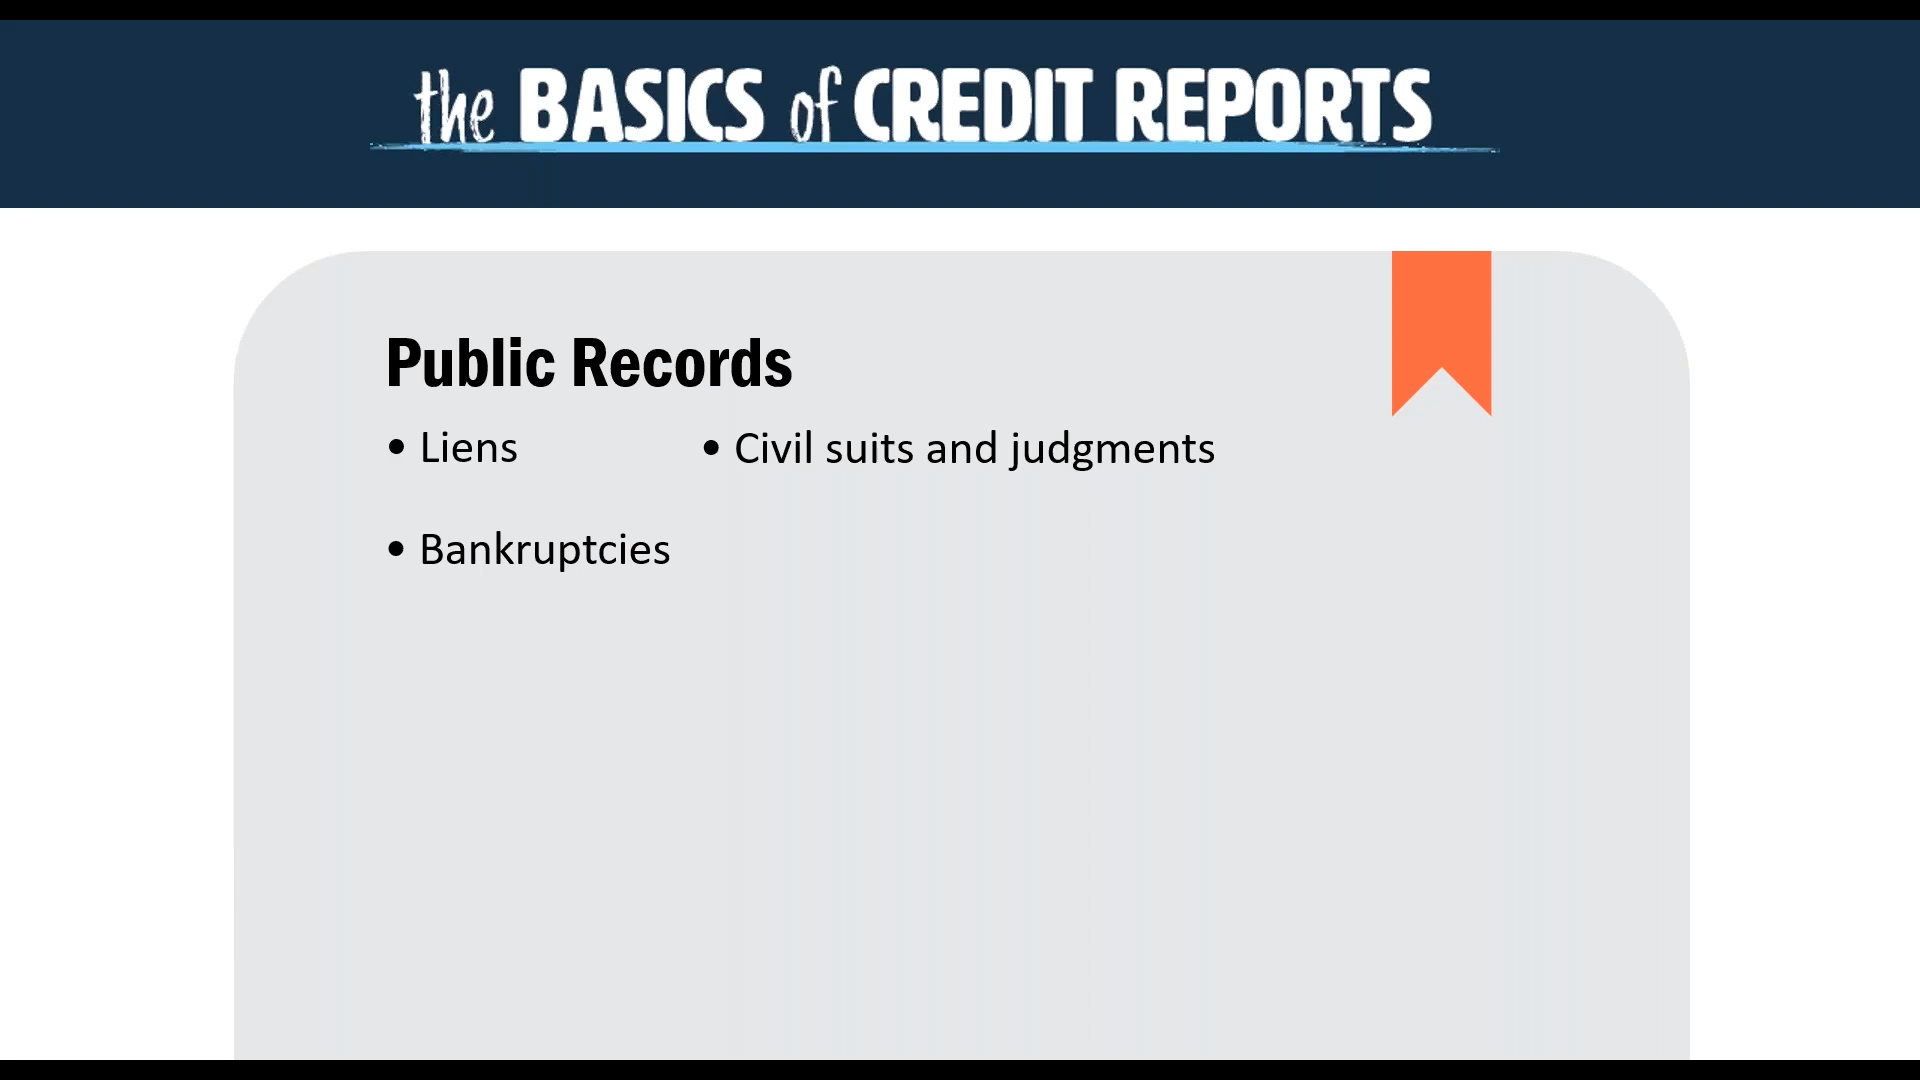 the BASICS of CREDIT REPORTS
Public Records
• Liens • Civil suits and judgments
• Bankruptcies